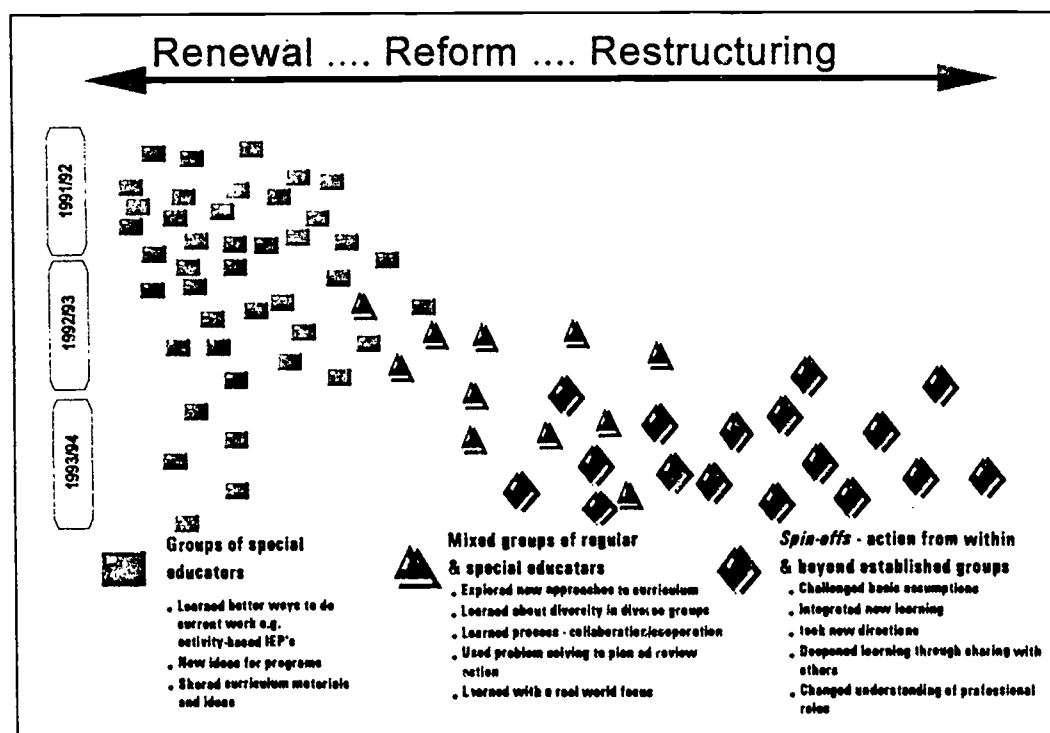 Renewal .... Reform .... Restructuring
1991/92
1992/93
1993/94
Groups of special
educators
. Learned better ways to do
current work e.g.
activity-based IEP's
. New ideas for programs
. Shared curriculum materials
and ideas
Mixed groups of regular
& special educators
. Explored new approaches to curriculum
. Learned about diversity in diverse groups
. Learned process - collaboration/cooperation
. Used problem solving to plan ad review
action
. Learned with a real world focus
Spin-offs - action from within
& beyond established groups
. Challenged basic assumptions
. Integrated new learning
. took new directions
. Deepened learning through sharing with
others
. Changed understanding of professional
roles